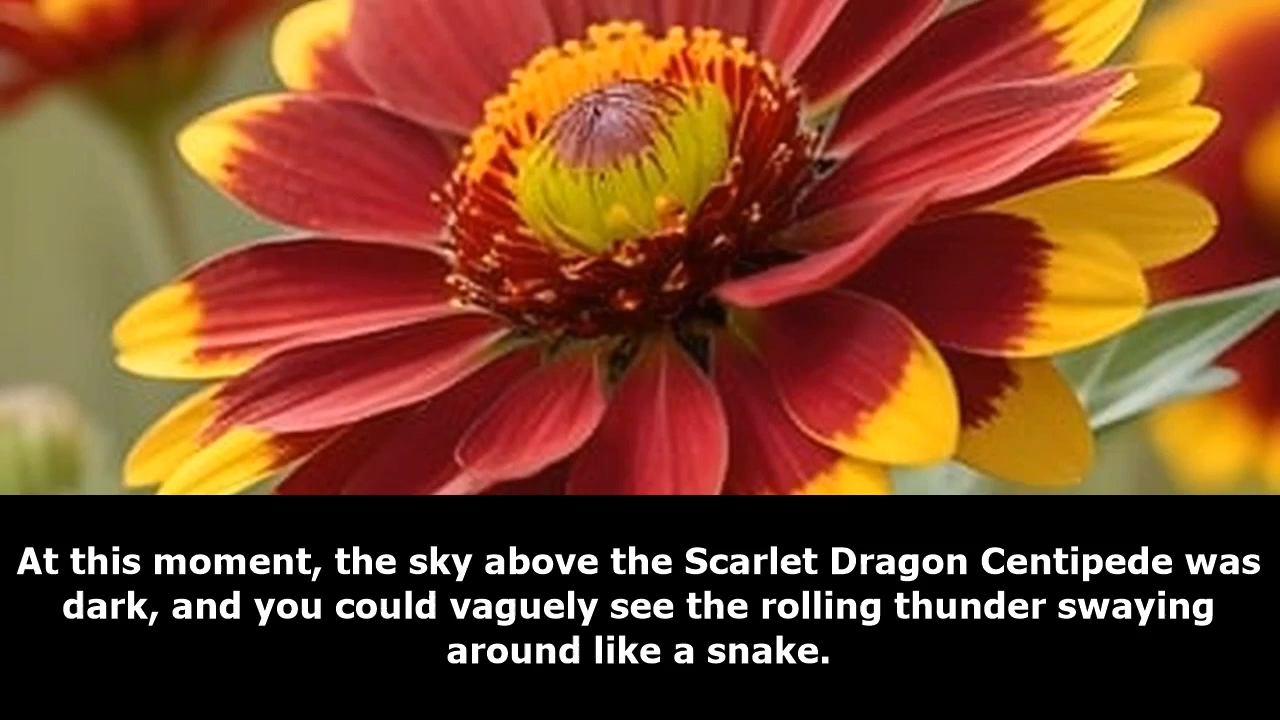 At this moment, the sky above the Scarlet Dragon Centipede was
dark, and you could vaguely see the rolling thunder swaying
around like a snake.